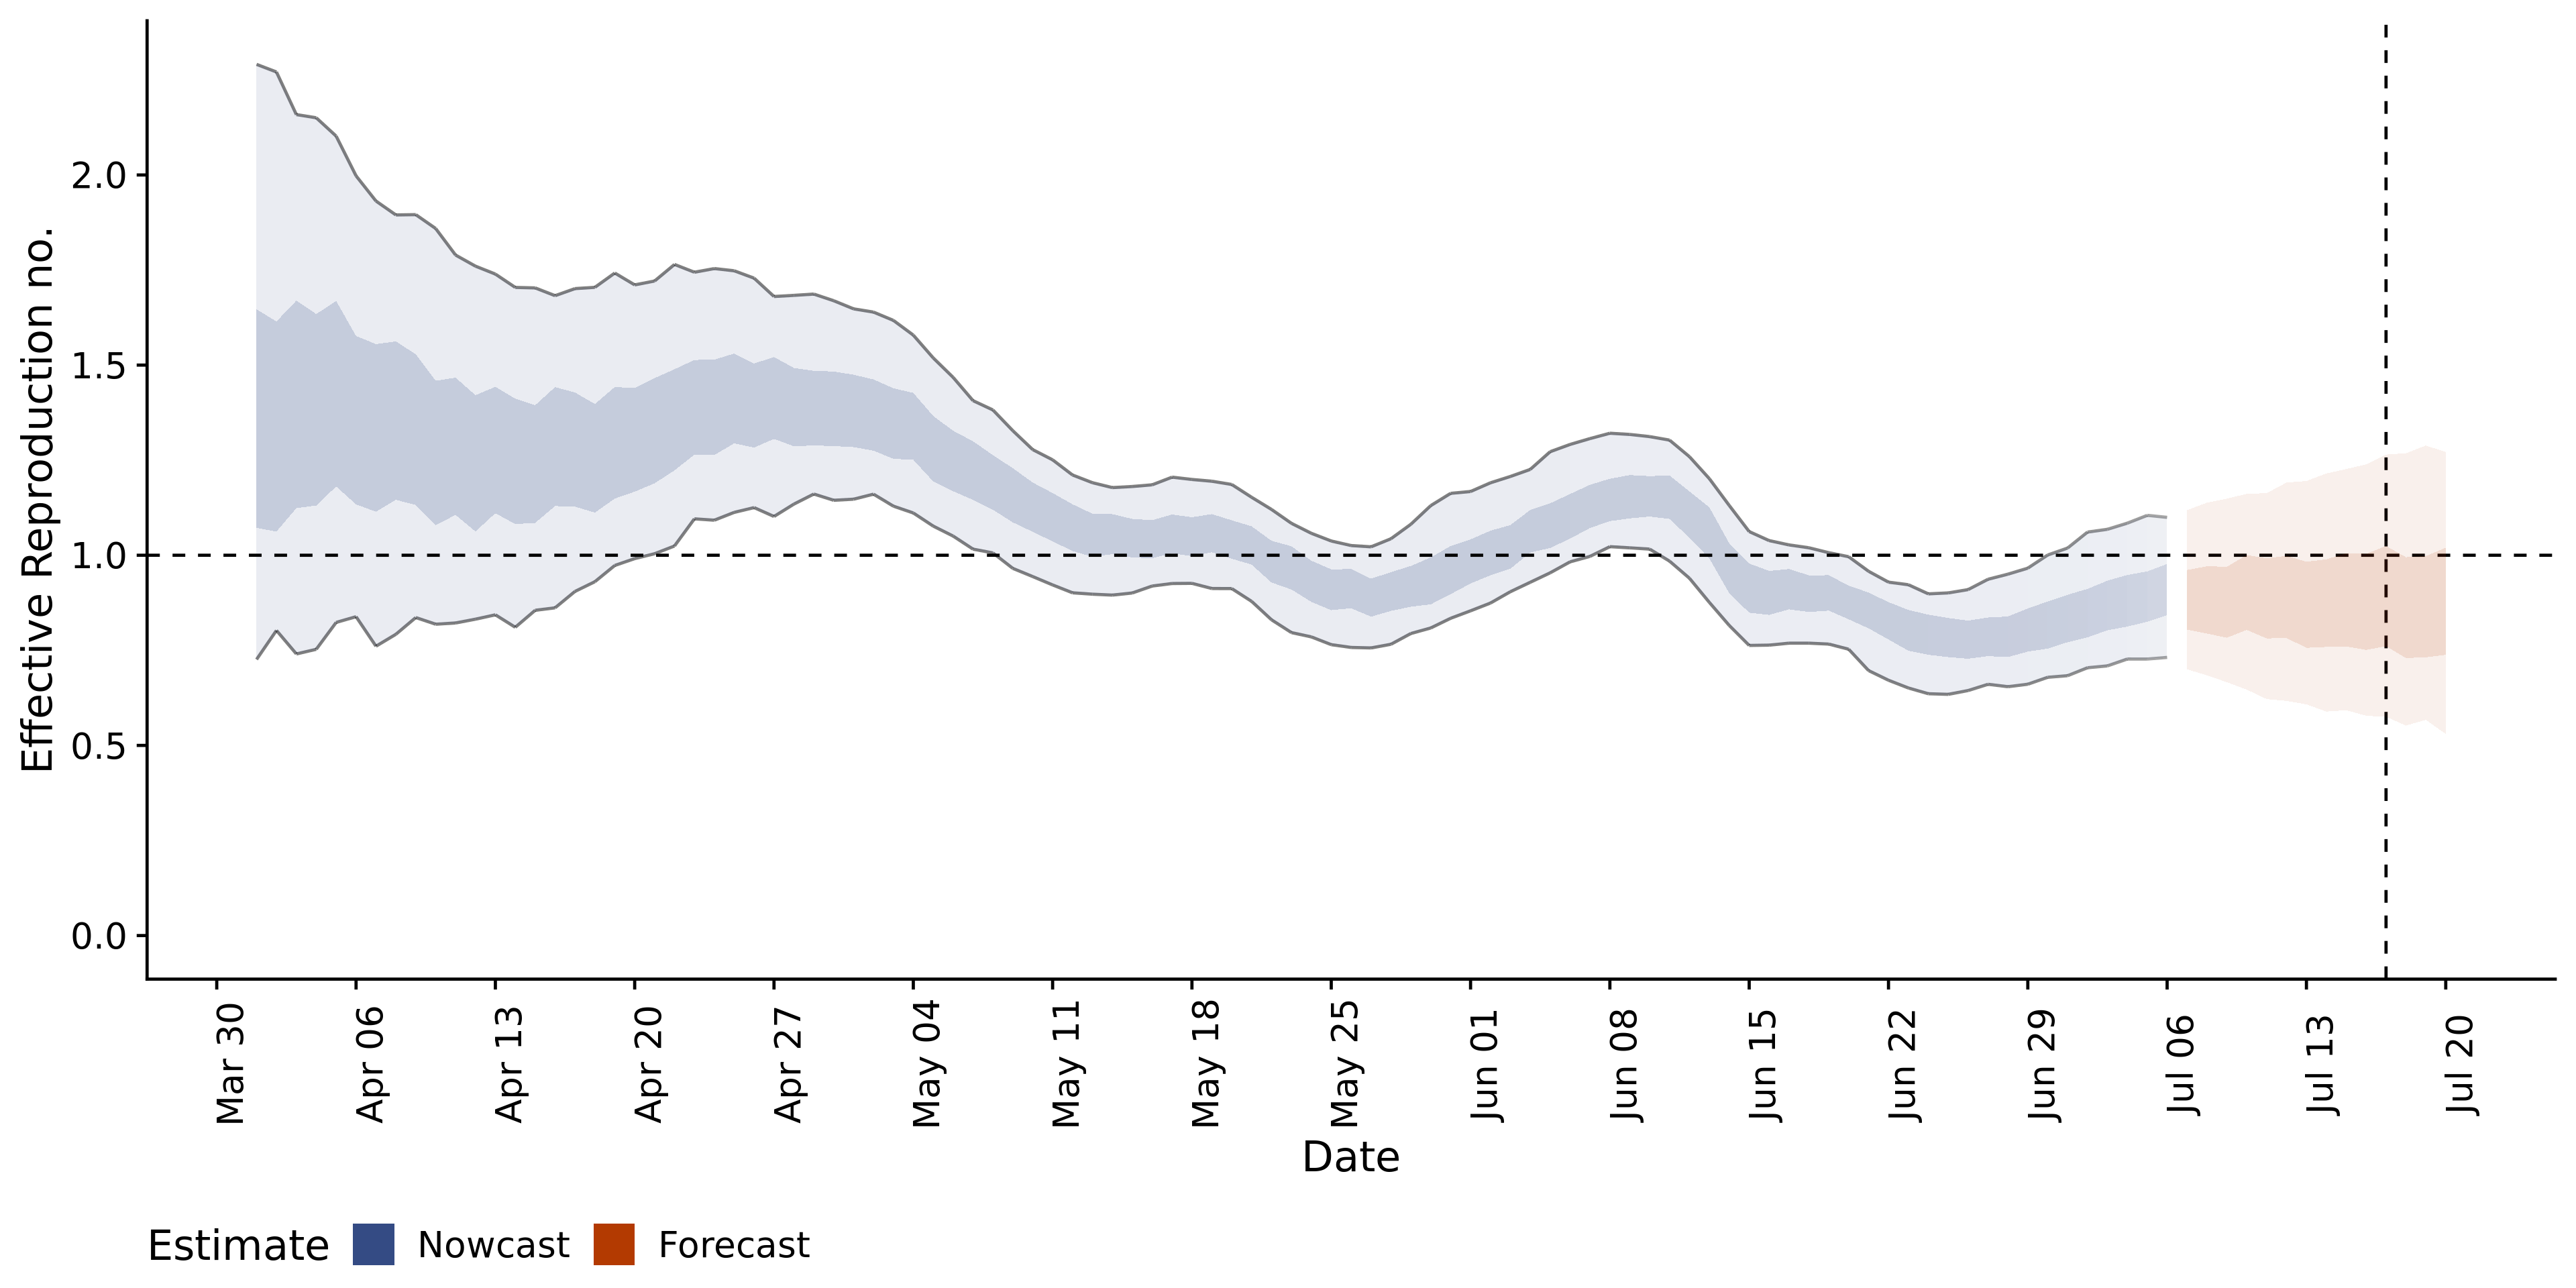 Effective Reproduction no.
2.0
1.5
1.0
0.5
0.0
Mar 30
Apr 06
Apr 13
Apr 20
Apr 27
May 04
May 11
May 18
May 25
Jun 01
Jun 08
Jun 15
Jun 22
Jun 29
Jul 06
Jul 13
Jul 20
Date
Estimate Nowcast Forecast